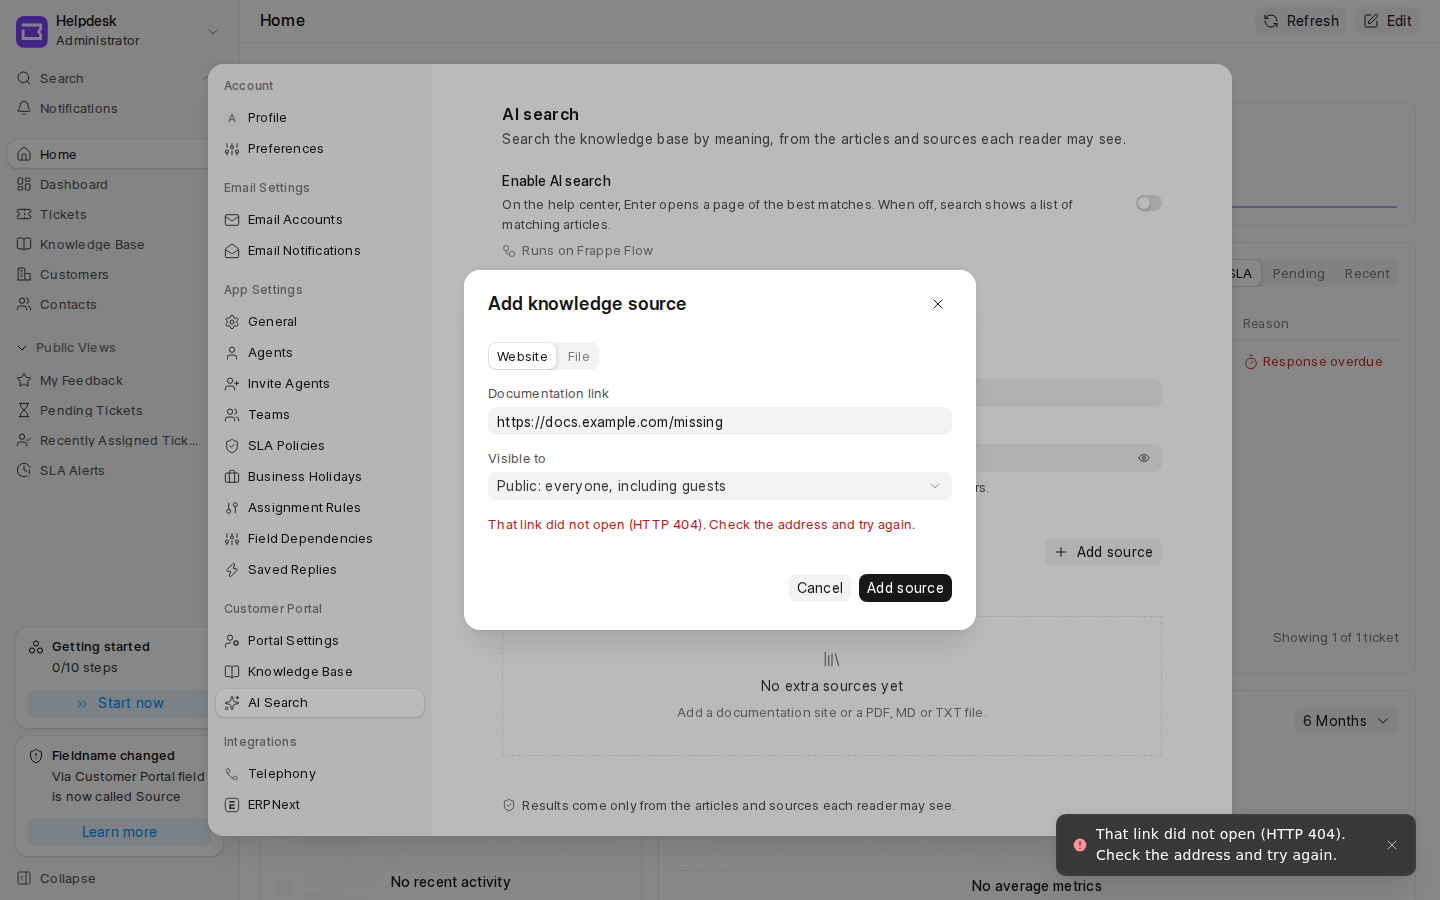 Helpdesk
Administrator
Search
Notifications
Home
Dashboard
Tickets
Knowledge Base
Customers
Contacts
Public Views
My Feedback
Pending Tickets
Recently Assigned Tick...
SLA Alerts
Getting started
0/10 steps
Start now
Fieldname changed
Via Customer Portal field
is now called Source
Learn more
Collapse
Home
Refresh
Edit
Account
A Profile
Preferences
Email Settings
Email Accounts
Email Notifications
App Settings
General
Agents
Invite Agents
Teams
SLA Policies
Business Holidays
Assignment Rules
Field Dependencies
Saved Replies
Customer Portal
Portal Settings
Knowledge Base
AI Search
Integrations
Telephony
ERPNext
AI search
Search the knowledge base by meaning, from the articles and sources each reader may see.
Enable AI search
On the help center, Enter opens a page of the best matches. When off, search shows a list of
matching articles.
Runs on Frappe Flow
Add knowledge source
Website
File
Documentation link
https://docs.example.com/missing
Visible to
Public: everyone, including guests
That link did not open (HTTP 404). Check the address and try again.
Cancel
Add source
Add source
No extra sources yet
Add a documentation site or a PDF, MD or TXT file.
Results come only from the articles and sources each reader may see.
SLA
Pending
Recent
Reason
Response overdue
Showing 1 of 1 ticket
6 Months
No recent activity
No average metrics
That link did not open (HTTP 404).
Check the address and try again.